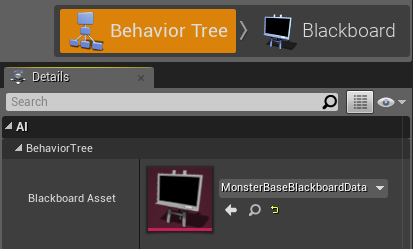 Behavior Tree
Blackboard
Details
Search
AI
BehaviorTree
Blackboard Asset
MonsterBaseBlackboardData